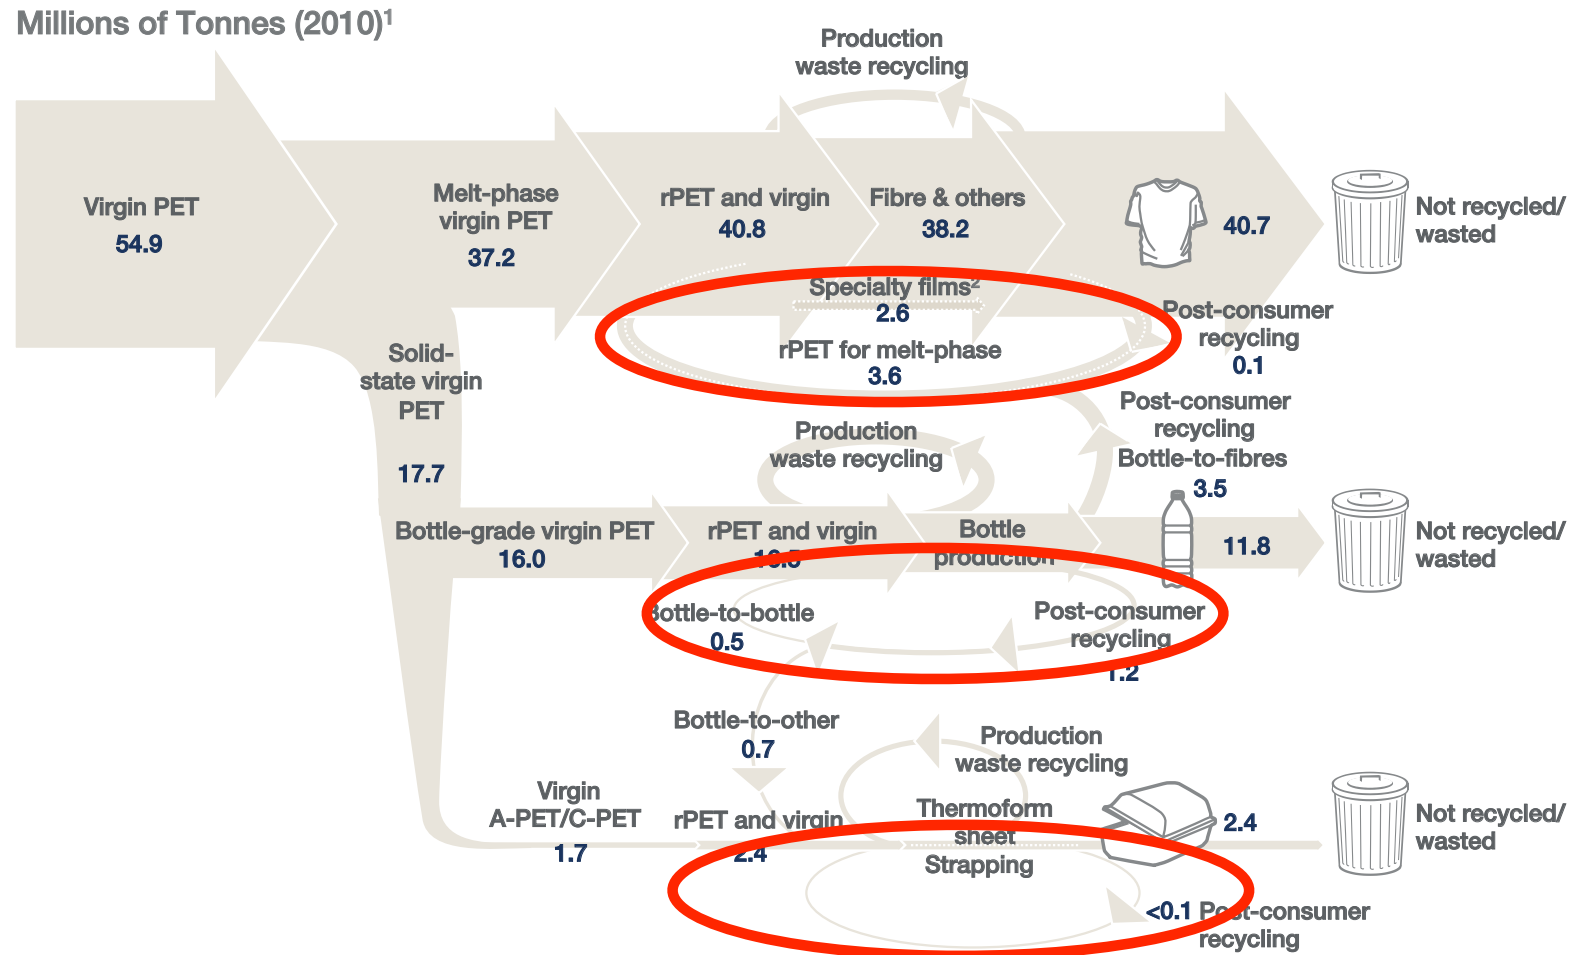 Millions of Tonnes (2010)¹
Production
waste recycling
Virgin PET
54.9
Melt-phase
virgin PET
37.2
rPET and virgin
40.8
Fibre & others
38.2
40.7
Not recycled/
wasted
Specialty films²
2.6
rPET for melt-phase
3.6
Post-consumer
recycling
0.1
Solid-
state virgin
PET
17.7
Production
waste recycling
Post-consumer
recycling
Bottle-to-fibres
3.5
Bottle-grade virgin PET
16.0
rPET and virgin
16.5
Bottle
production
11.8
Not recycled/
wasted
Bottle-to-bottle
0.5
Post-consumer
recycling
1.2
Bottle-to-other
0.7
Production
waste recycling
Virgin
A-PET/C-PET
1.7
rPET and virgin
2.4
Thermoform
sheet
Strapping
2.4
Not recycled/
wasted
<0.1 Post-consumer
recycling